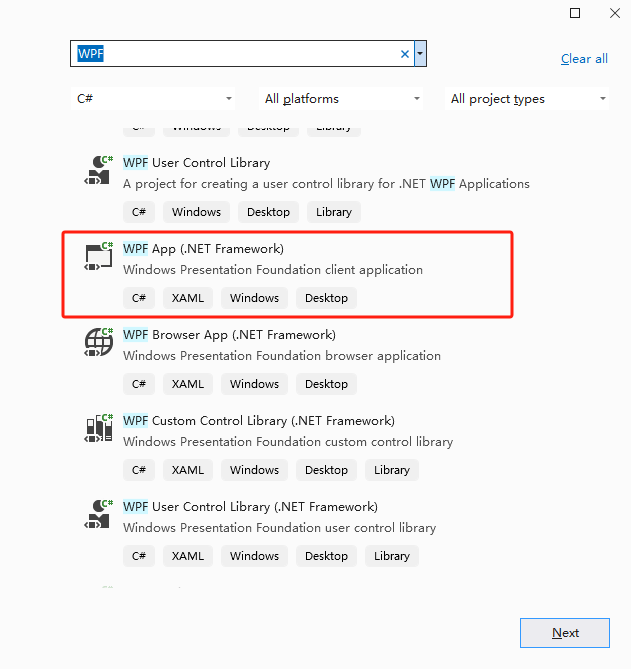 WPF
Clear all
C# All platforms All project types
C# Windows Desktop Library
WPF User Control Library
A project for creating a user control library for .NET WPF Applications
C# Windows Desktop Library
WPF App (.NET Framework)
Windows Presentation Foundation client application
C# XAML Windows Desktop
WPF Browser App (.NET Framework)
Windows Presentation Foundation browser application
C# XAML Windows Desktop
WPF Custom Control Library (.NET Framework)
Windows Presentation Foundation custom control library
C# XAML Windows Desktop Library
WPF User Control Library (.NET Framework)
Windows Presentation Foundation user control library
C# XAML Windows Desktop Library
Next